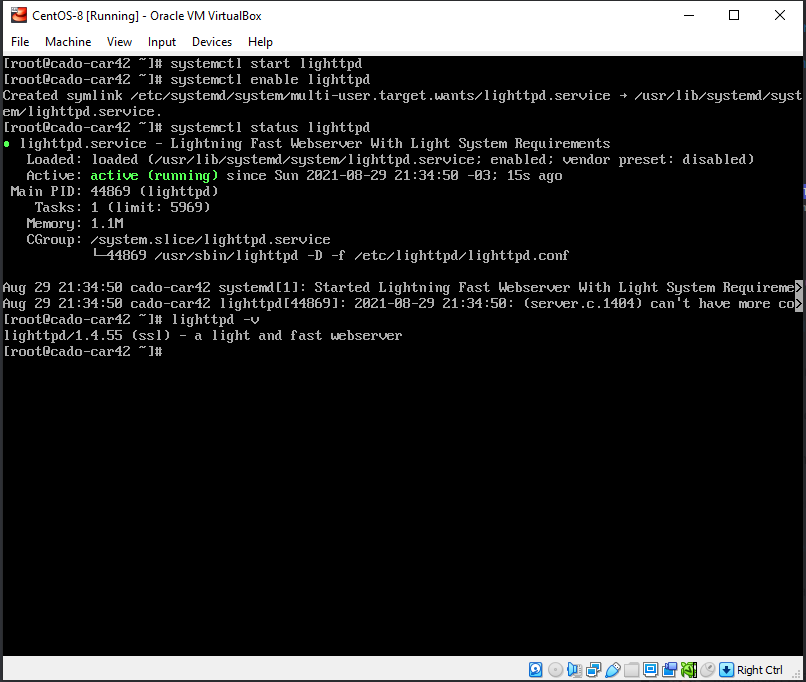 CentOS-8 [Running] - Oracle VM VirtualBox
File Machine View Input Devices Help
[root@cado-car42 ~]# systemctl start lighttpd
[root@cado-car42 ~]# systemctl enable lighttpd
Created symlink /etc/systemd/system/multi-user.target.wants/lighttpd.service → /usr/lib/systemd/syst
em/lighttpd.service.
[root@cado-car42 ~]# systemctl status lighttpd
● lighttpd.service - Lightning Fast Webserver With Light System Requirements
Loaded: loaded (/usr/lib/systemd/system/lighttpd.service; enabled; vendor preset: disabled)
Active: active (running) since Sun 2021-08-29 21:34:50 -03; 15s ago
Main PID: 44869 (lighttpd)
Tasks: 1 (limit: 5969)
Memory: 1.1M
CGroup: /system.slice/lighttpd.service
└─44869 /usr/sbin/lighttpd -D -f /etc/lighttpd/lighttpd.conf
Aug 29 21:34:50 cado-car42 systemd[1]: Started Lightning Fast Webserver With Light System Requireme>
Aug 29 21:34:50 cado-car42 lighttpd[44869]: 2021-08-29 21:34:50: (server.c.1404) can't have more co>
[root@cado-car42 ~]# lighttpd -v
lighttpd/1.4.55 (ssl) - a light and fast webserver
[root@cado-car42 ~]#
Right Ctrl